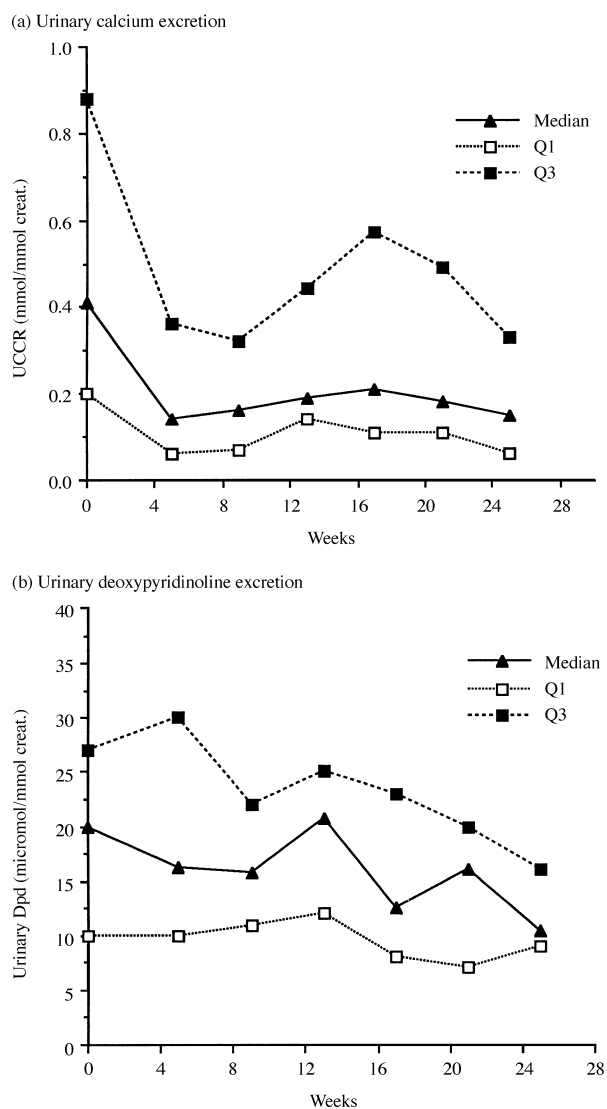 (a) Urinary calcium excretion
1.0
0.8
0.6
0.4
0.2
0.0
UCCR (mmol/mmol creat.)
Median
Q1
Q3
0 4 8 12 16 20 24 28
Weeks
(b) Urinary deoxypyridinoline excretion
40
35
30
25
20
15
10
5
0
Urinary Dpd (micromol/mmol creat.)
Median
Q1
Q3
0 4 8 12 16 20 24 28
Weeks